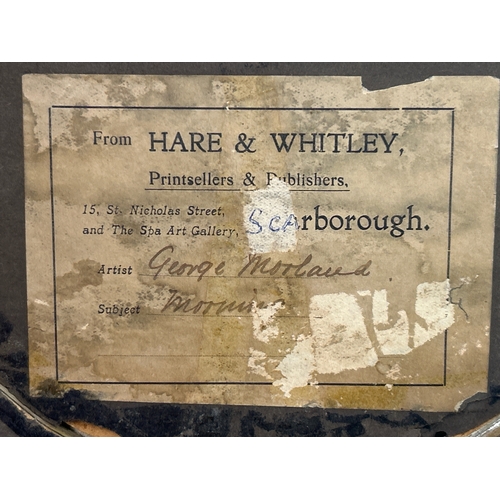 From HARE & WHITLEY,
Printsellers & Publishers,
15, St. Nicholas Street,
and The Spa Art Gallery, Scarborough.
Artist George Morland
Subject